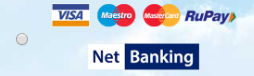 VISA Maestro MasterCard RuPay
Net Banking